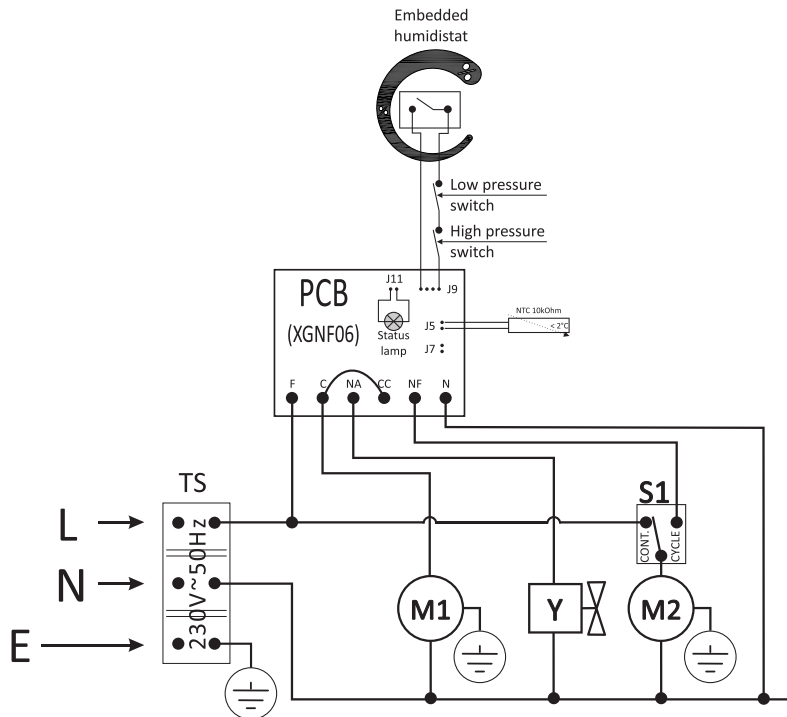 Embedded
humidistat
Low pressure
switch
High pressure
switch
PCB
(XGNF06)
J11
J9
Status
lamp
J5
J7
NTC 10kOhm
< 2°C
F
C
NA
CC
NF
N
TS
S1
CONT.
CYCLE
L
N
E
230V~50Hz
M1
Y
M2